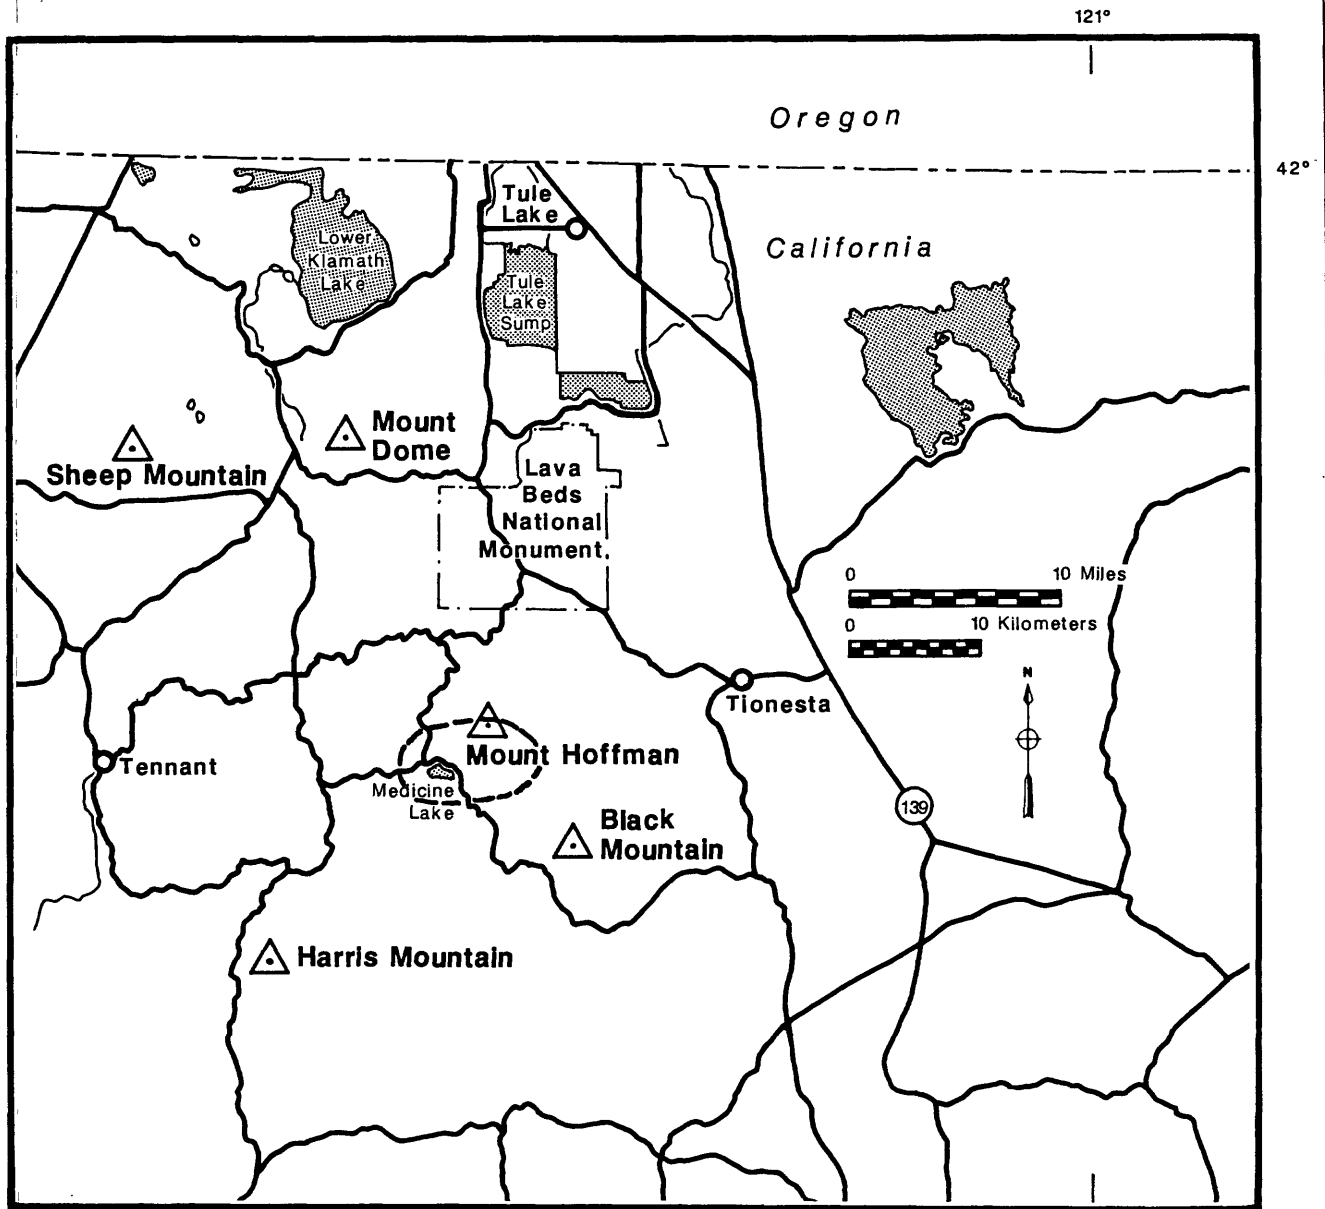 121°
Oregon
42°
Tule
Lake
California
Lower
Klamath
Lake
Tule
Lake
Sump
Mount
Dome
Sheep Mountain
Lava
Beds
National
Monument
0 10 Miles
0 10 Kilometers
N
Tionesta
Mount Hoffman
Tennant
Medicine
Lake
139
Black
Mountain
Harris Mountain